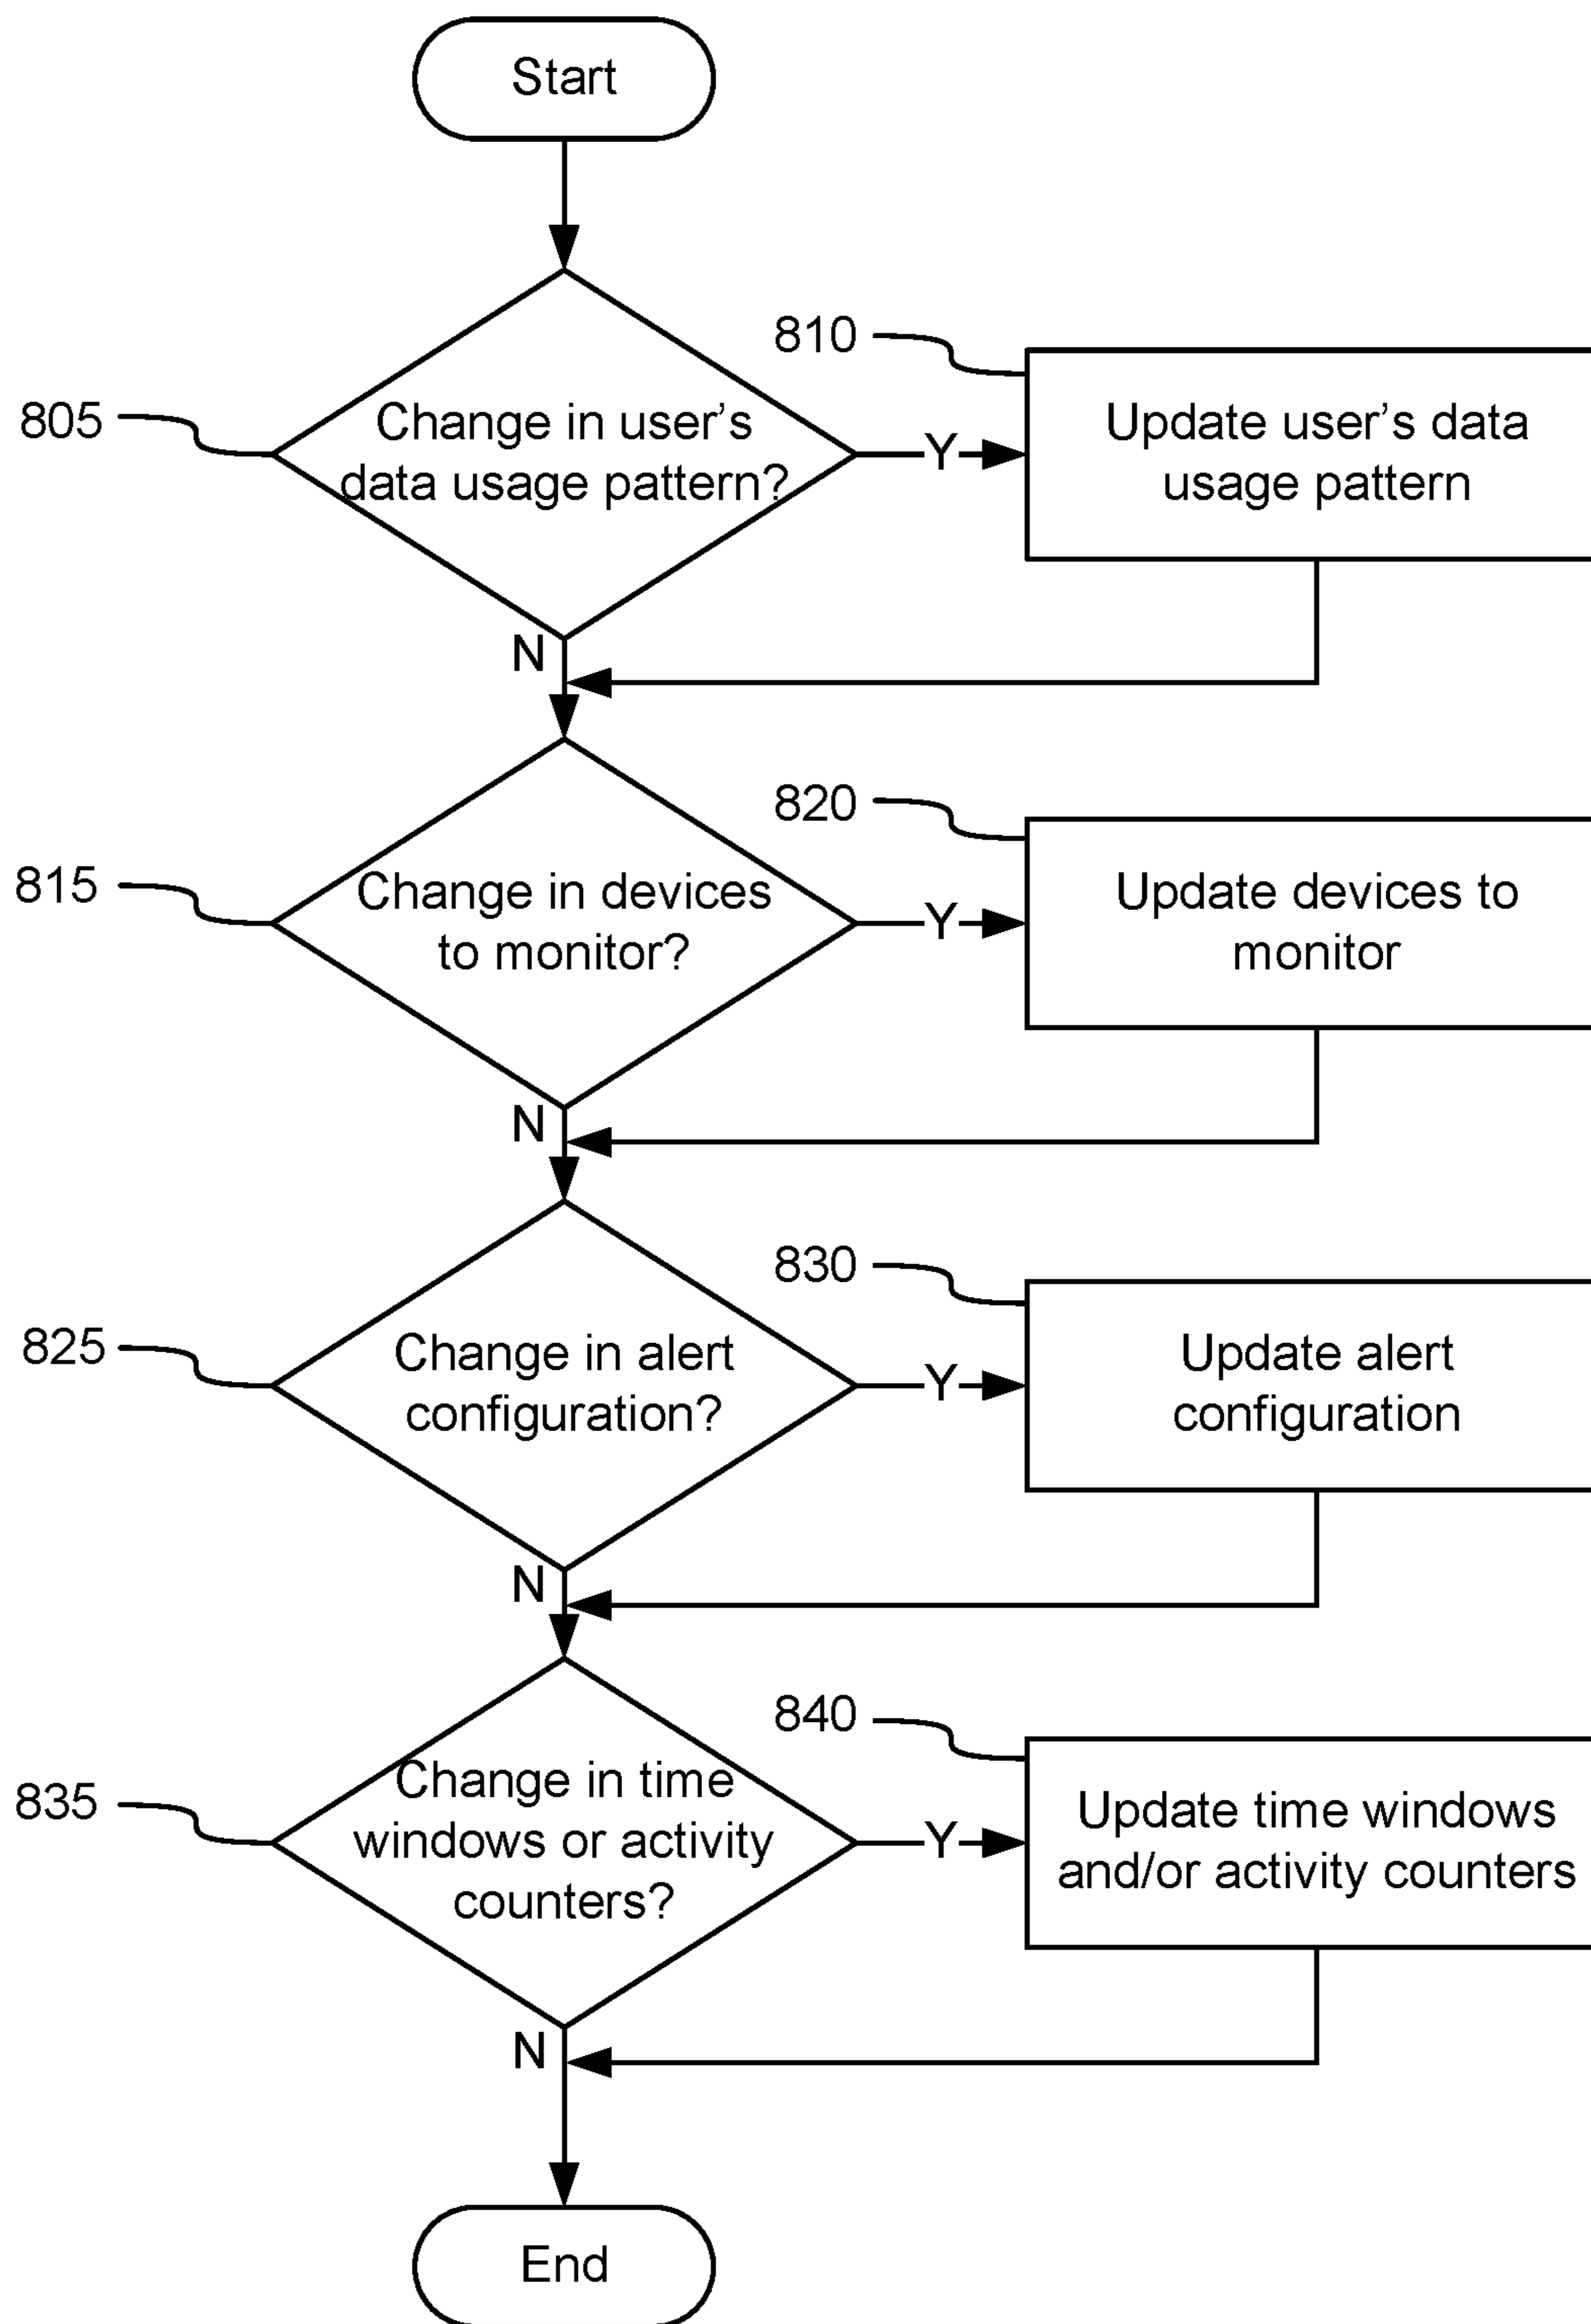 Start
805
Change in user’s
data usage pattern?
Y
810
Update user’s data
usage pattern
N
815
Change in devices
to monitor?
Y
820
Update devices to
monitor
N
825
Change in alert
configuration?
Y
830
Update alert
configuration
N
835
Change in time
windows or activity
counters?
Y
840
Update time windows
and/or activity counters
N
End